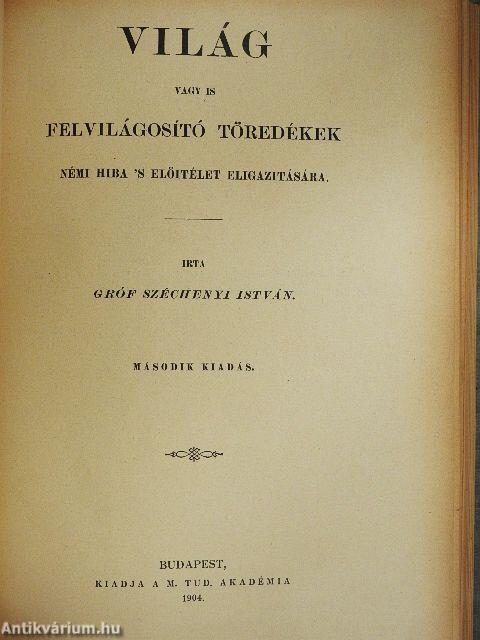 VILÁG
VAGY IS
FELVILÁGOSÍTÓ TÖREDÉKEK
NÉMI HIBA 'S ELŐITÉLET ELIGAZITÁSÁRA.
IRTA
GRÓF SZÉCHENYI ISTVÁN.
MÁSODIK KIADÁS.
BUDAPEST,
KIADJA A M. TUD. AKADÉMIA
1904.
Antikvárium.hu